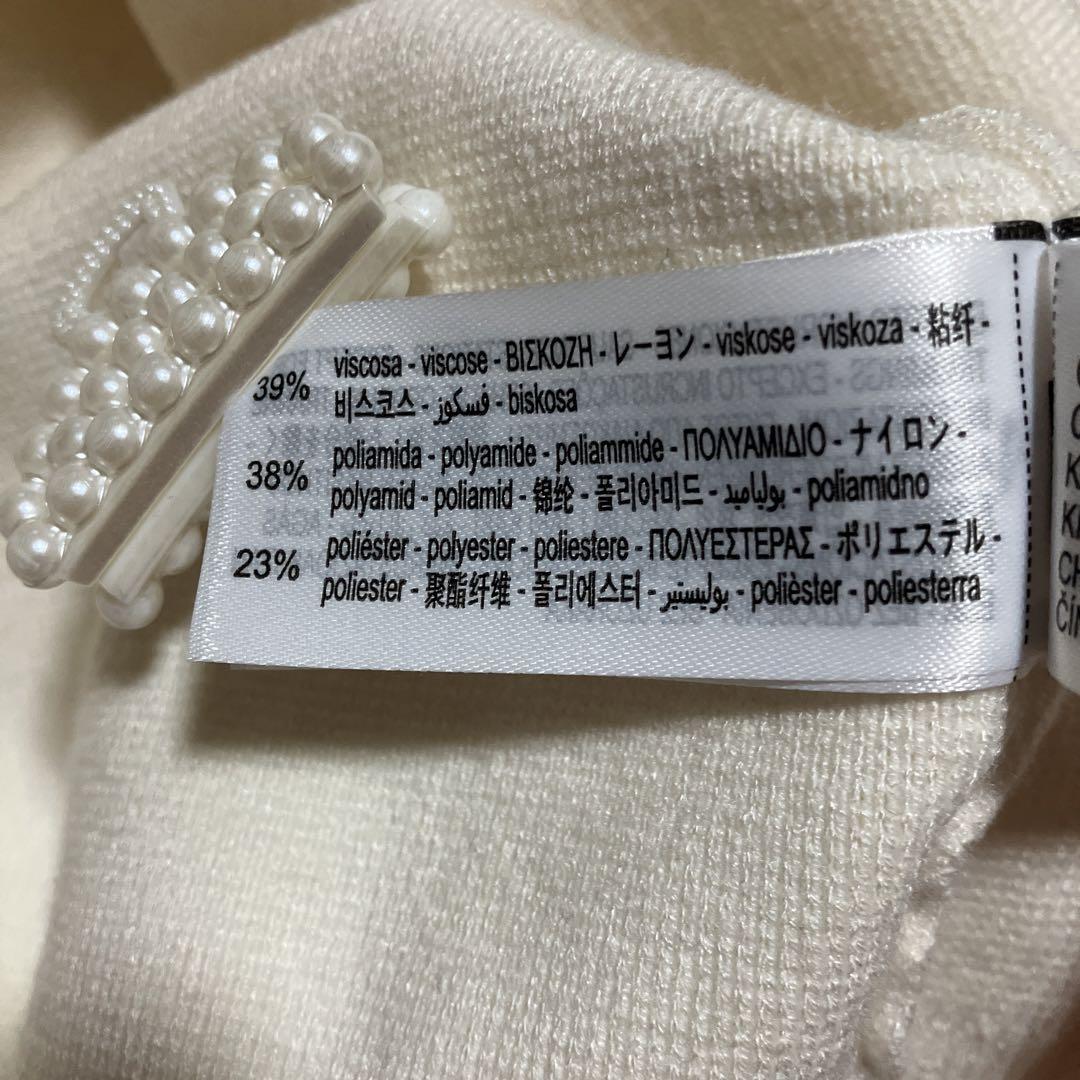 39% viscosa - viscose - ΒΙΣΚΟΖΗ - レーヨン - viskose - viskoza - 粘纤 -
비스코스 - فسكوز - biskosa
38% poliamida - polyamide - poliammide - ΠΟΛΥΑΜΙΔΙΟ - ナイロン -
polyamid - poliamid - 锦纶 - 폴리아미드 - بولياميد - poliamidno
23% poliéster - polyester - poliestere - ΠΟΛΥΕΣΤΕΡΑΣ - ポリエステル -
poliester - 聚酯纤维 - 폴리에스터 - بوليستير - polièster - poliesterra